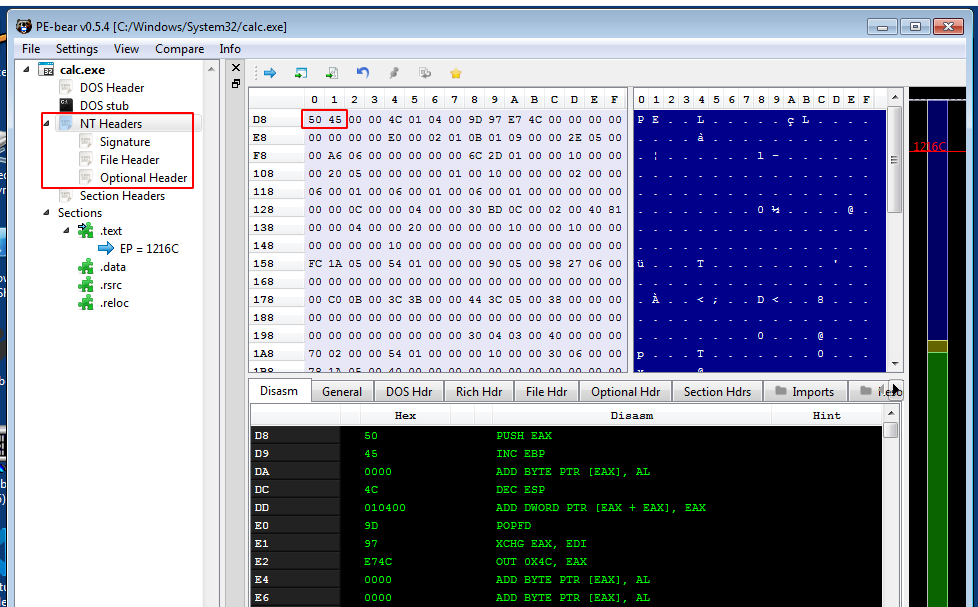 PE-bear v0.5.4 [C:/Windows/System32/calc.exe]
File Settings View Compare Info
calc.exe
DOS Header
DOS stub
NT Headers
Signature
File Header
Optional Header
Section Headers
Sections
.text
EP = 1216C
.data
.rsrc
.reloc
0 1 2 3 4 5 6 7 8 9 A B C D E F
D8 50 45 00 00 4C 01 04 00 9D 97 E7 4C 00 00 00 00
E8 00 00 00 00 E0 00 02 01 0B 01 09 00 00 2E 05 00
F8 00 A6 06 00 00 00 00 00 6C 2D 01 00 00 10 00 00
108 00 20 05 00 00 00 00 01 00 10 00 00 00 02 00 00
118 06 00 01 00 06 00 01 00 06 00 01 00 00 00 00 00
128 00 00 0C 00 00 04 00 00 30 BD 0C 00 02 00 40 81
138 00 00 04 00 00 20 00 00 00 00 10 00 00 10 00 00
148 00 00 00 00 10 00 00 00 00 00 00 00 00 00 00 00
158 FC 1A 05 00 54 01 00 00 00 90 05 00 98 27 06 00
168 00 00 00 00 00 00 00 00 00 00 00 00 00 00 00 00
178 00 C0 0B 00 3C 3B 00 00 44 3C 05 00 38 00 00 00
188 00 00 00 00 00 00 00 00 00 00 00 00 00 00 00 00
198 00 00 00 00 00 00 00 00 30 04 03 00 40 00 00 00
1A8 70 02 00 00 54 01 00 00 00 10 00 00 30 06 00 00
0 1 2 3 4 5 6 7 8 9 A B C D E F
P E . . L . . . . . ç L . . . .
. . . . à . . . . . . . . . . .
. ¦ . . . . . . l - . . . . . .
. . . . . . . . . . . . . . . .
. . . . . . . . . . . . . . . .
. . . . . . . . 0 ½ . . . . @ .
. . . . . . . . . . . . . . . .
. . . . . . . . . . . . . . . .
ü . . . T . . . . . . . . ' . .
. . . . . . . . . . . . . . . .
. À . . < ; . . D < . . 8 . . .
. . . . . . . . . . . . . . . .
. . . . . . . . 0 . . . @ . . .
p . . . T . . . . . . . 0 . . .
1216C
Disasm General DOS Hdr Rich Hdr File Hdr Optional Hdr Section Hdrs Imports
Hex Disasm Hint
D8 50 PUSH EAX
D9 45 INC EBP
DA 0000 ADD BYTE PTR [EAX], AL
DC 4C DEC ESP
DD 010400 ADD DWORD PTR [EAX + EAX], EAX
E0 9D POPFD
E1 97 XCHG EAX, EDI
E2 E74C OUT 0X4C, EAX
E4 0000 ADD BYTE PTR [EAX], AL
E6 0000 ADD BYTE PTR [EAX], AL